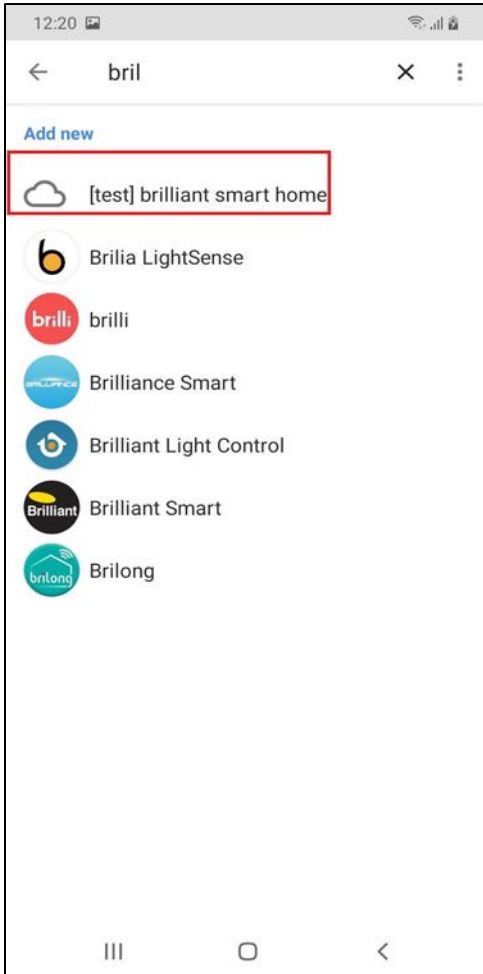 12:20
bril
Add new
[test] brilliant smart home
Brilia LightSense
brilli brilli
BRILLIANCE Brilliance Smart
Brilliant Light Control
Brilliant Brilliant Smart
brilong Brilong